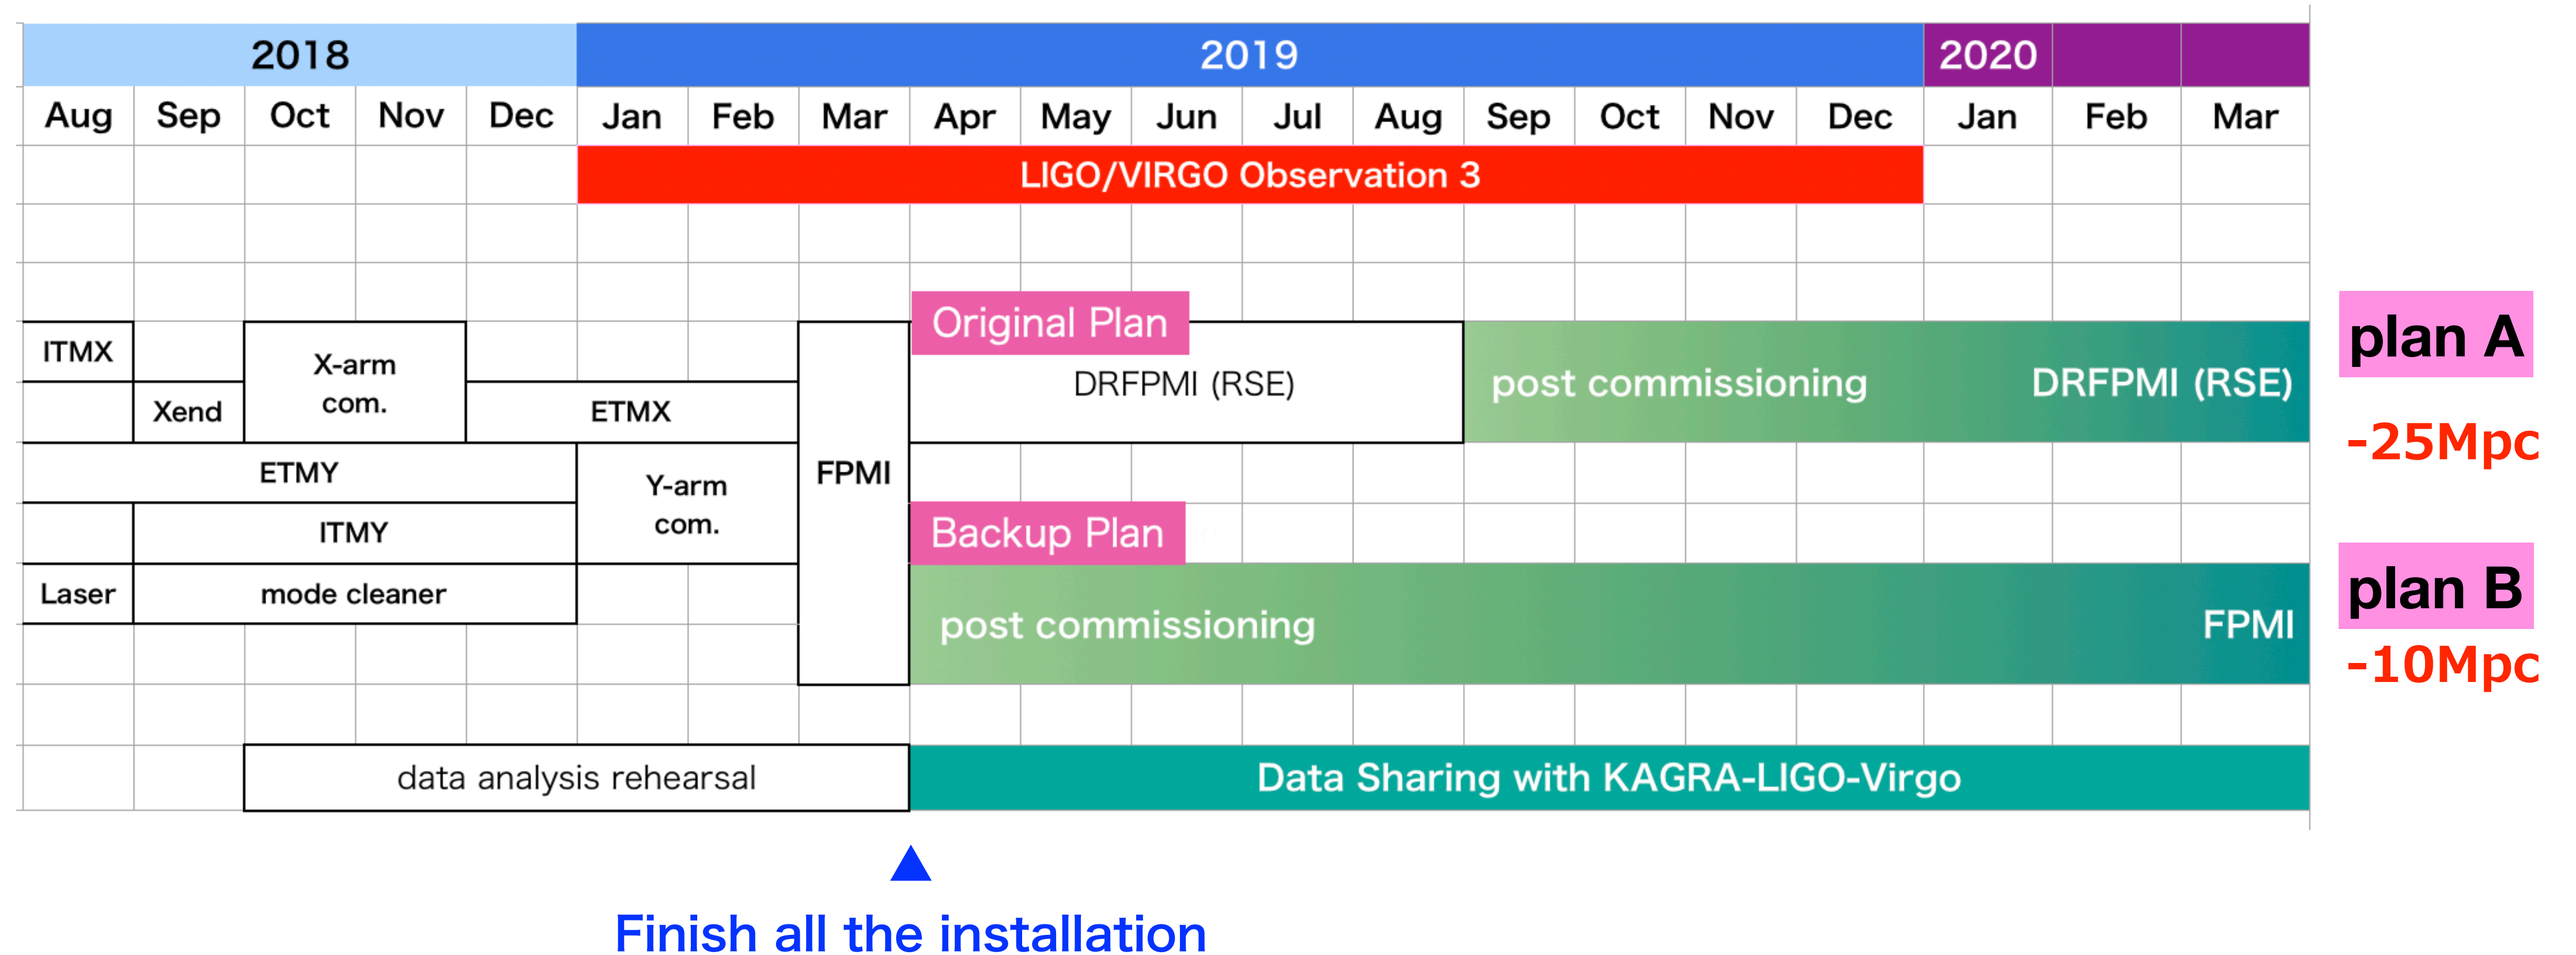 2018 2019 2020
Aug Sep Oct Nov Dec Jan Feb Mar Apr May Jun Jul Aug Sep Oct Nov Dec Jan Feb Mar
LIGO/VIRGO Observation 3
Original Plan
plan A
ITMX
X-arm
com.
DRFPMI (RSE)
post commissioning
DRFPMI (RSE)
Xend
ETMX
-25Mpc
ETMY
Y-arm
com.
FPMI
ITMY
Backup Plan
plan B
Laser
mode cleaner
post commissioning
FPMI
-10Mpc
data analysis rehearsal
Data Sharing with KAGRA-LIGO-Virgo
Finish all the installation